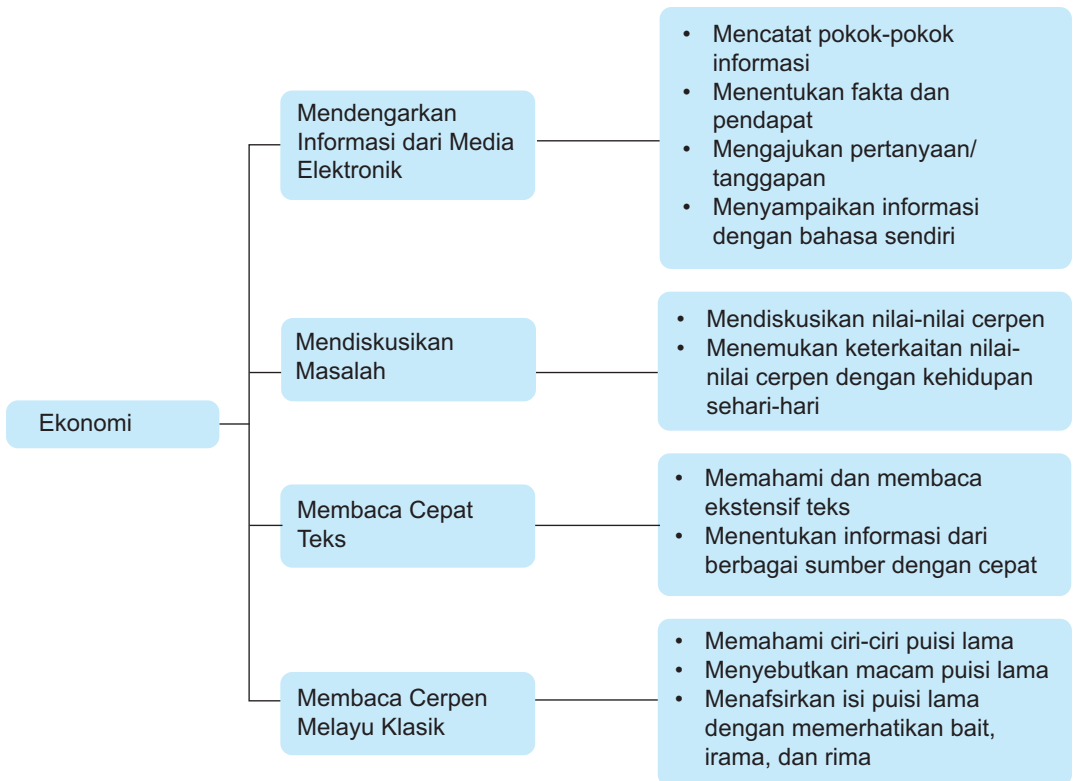 Ekonomi
Mendengarkan
Informasi dari Media
Elektronik
• Mencatat pokok-pokok
informasi
• Menentukan fakta dan
pendapat
• Mengajukan pertanyaan/
tanggapan
• Menyampaikan informasi
dengan bahasa sendiri
Mendiskusikan
Masalah
• Mendiskusikan nilai-nilai cerpen
• Menemukan keterkaitan nilai-
nilai cerpen dengan kehidupan
sehari-hari
Membaca Cepat
Teks
• Memahami dan membaca
ekstensif teks
• Menentukan informasi dari
berbagai sumber dengan cepat
Membaca Cerpen
Melayu Klasik
• Memahami ciri-ciri puisi lama
• Menyebutkan macam puisi lama
• Menafsirkan isi puisi lama
dengan memerhatikan bait,
irama, dan rima